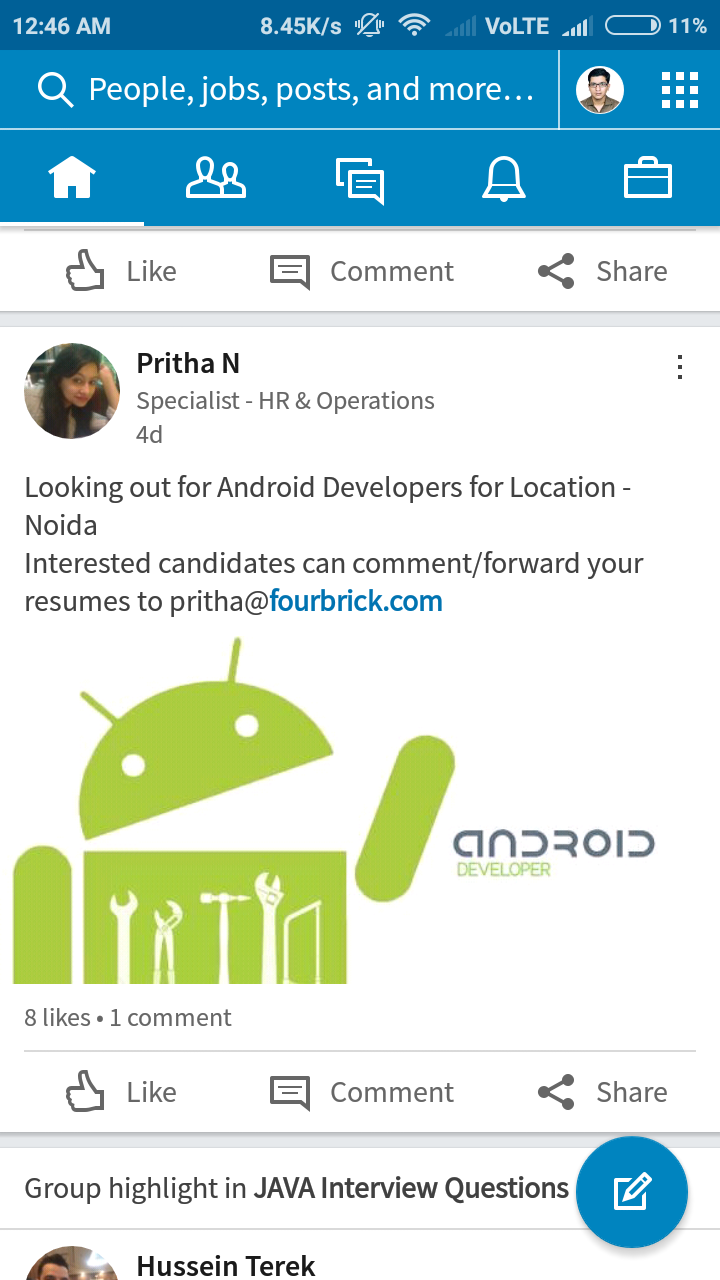 12:46 AM 8.45K/s VoLTE 11%
People, jobs, posts, and more...
Like Comment Share
Pritha N
Specialist - HR & Operations
4d
Looking out for Android Developers for Location -
Noida
Interested candidates can comment/forward your
resumes to pritha@fourbrick.com
ANDROID
DEVELOPER
8 likes • 1 comment
Like Comment Share
Group highlight in JAVA Interview Questions
Hussein Terek